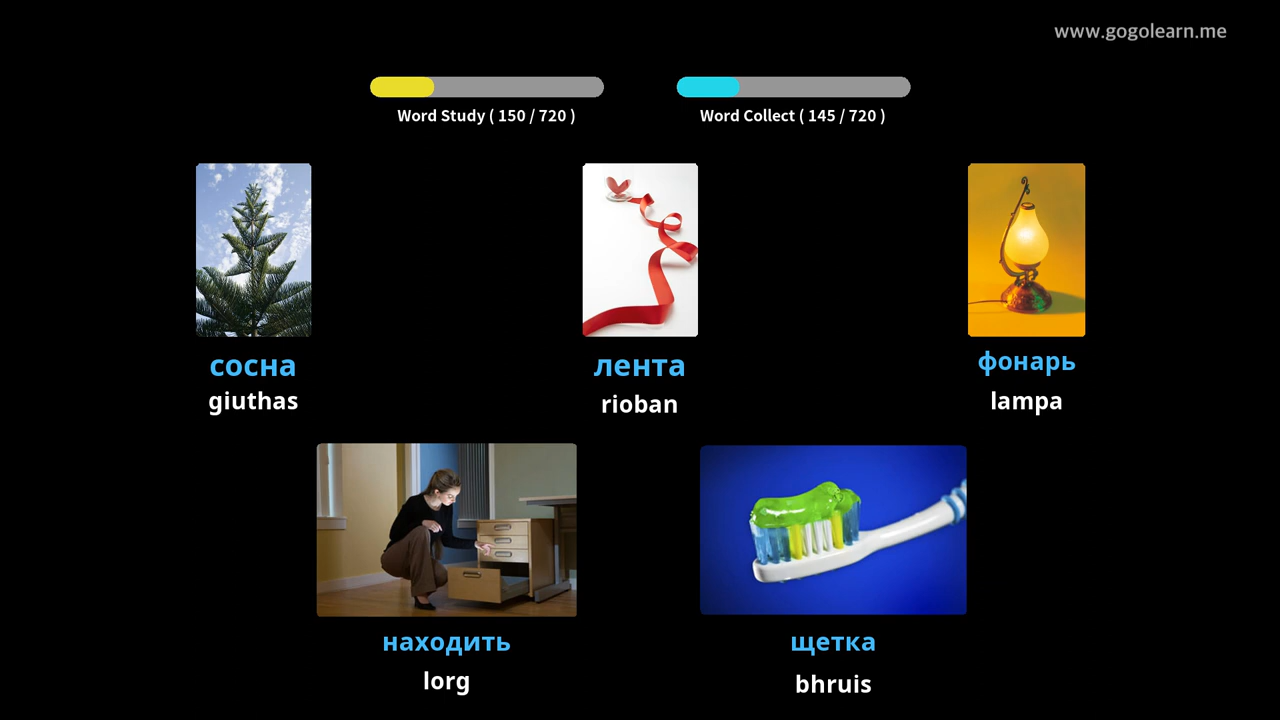 www.gogolearn.me
Word Study ( 150 / 720 )
Word Collect ( 145 / 720 )
сосна
giuthas
лента
rioban
фонарь
lampa
находить
lorg
щетка
bhruis